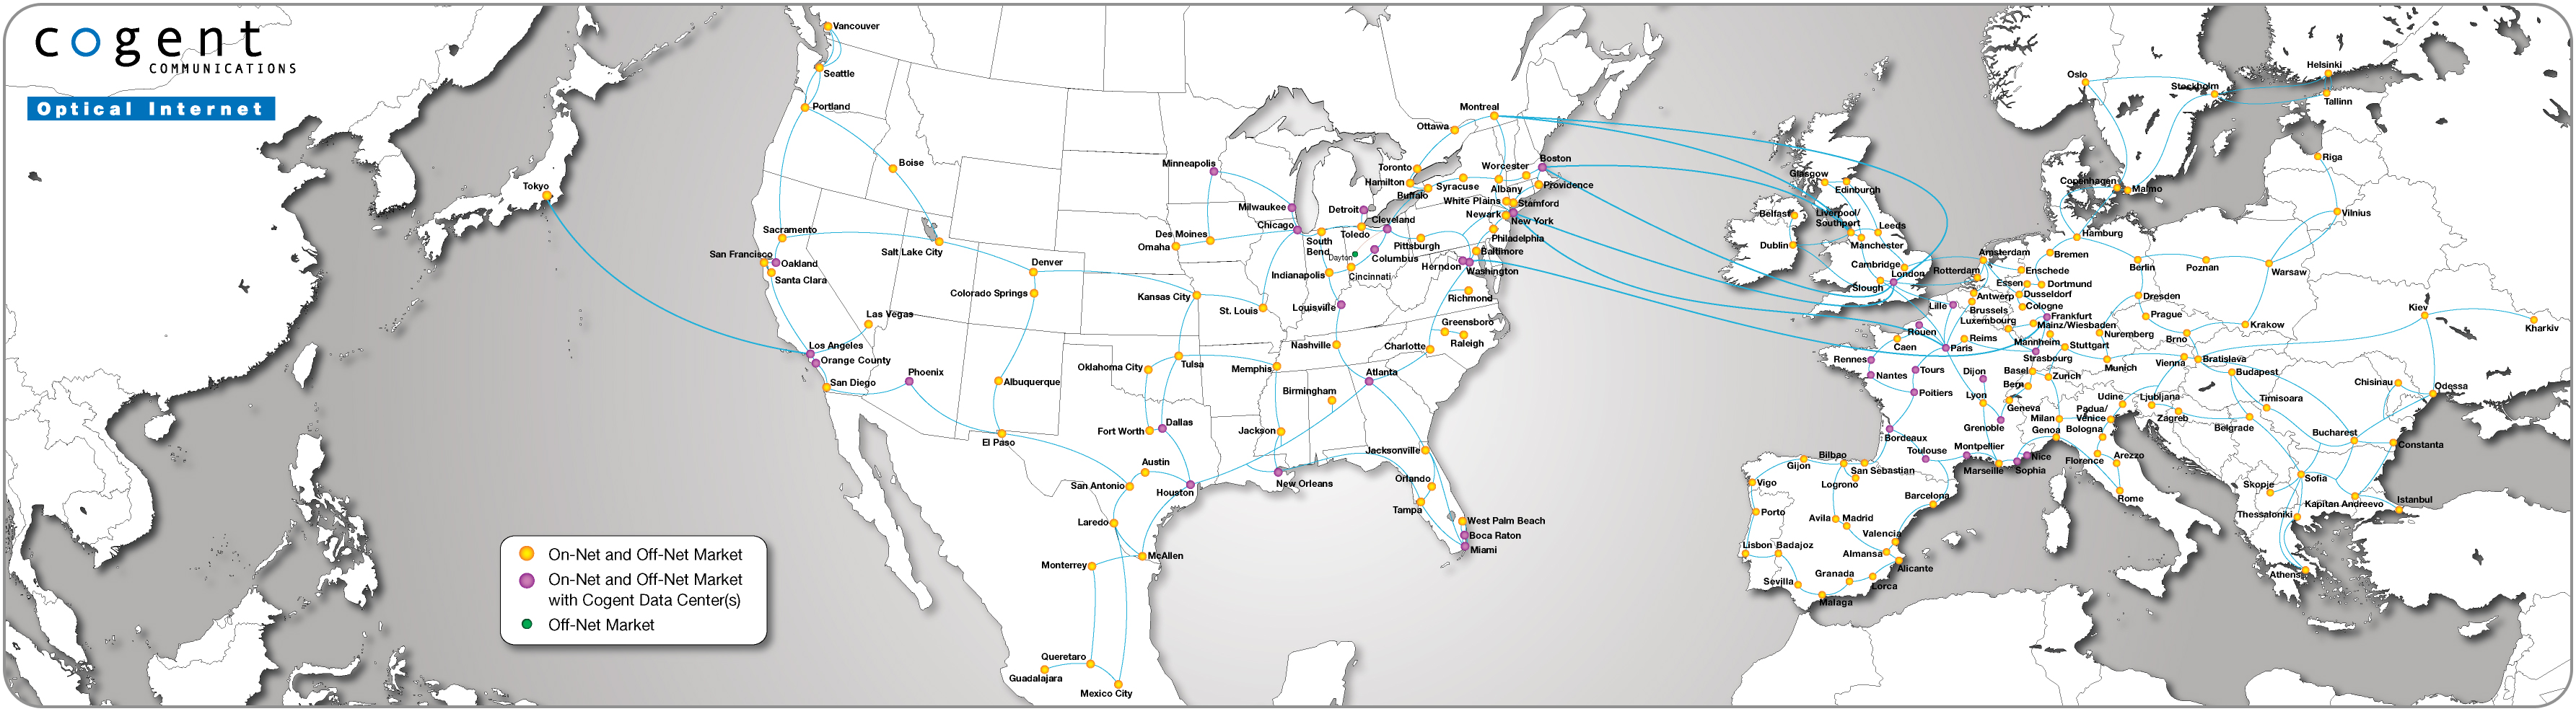 cogent
COMMUNICATIONS
Optical Internet
Tokyo
Vancouver
Seattle
Portland
Boise
Sacramento
San Francisco
Oakland
Santa Clara
Salt Lake City
Denver
Colorado Springs
Las Vegas
Los Angeles
Orange County
San Diego
Phoenix
Albuquerque
El Paso
Minneapolis
Milwaukee
Chicago
Des Moines
Omaha
Kansas City
St. Louis
Tulsa
Oklahoma City
Memphis
Fort Worth
Dallas
Jackson
Birmingham
Austin
San Antonio
Houston
New Orleans
Laredo
McAllen
Monterrey
Queretaro
Guadalajara
Mexico City
Montreal
Ottawa
Toronto
Hamilton
Buffalo
Syracuse
Worcester
Albany
Boston
Providence
White Plains
Stamford
Newark
New York
Philadelphia
Detroit
Cleveland
Toledo
South
Bend
Pittsburgh
Dayton
Columbus
Baltimore
Herndon
Washington
Indianapolis
Cincinnati
Louisville
Richmond
Greensboro
Raleigh
Nashville
Charlotte
Atlanta
Jacksonville
Orlando
Tampa
West Palm Beach
Boca Raton
Miami
On-Net and Off-Net Market
On-Net and Off-Net Market
with Cogent Data Center(s)
Off-Net Market
Oslo
Stockholm
Helsinki
Tallinn
Riga
Vilnius
Copenhagen
Malmo
Glasgow
Edinburgh
Belfast
Dublin
Liverpool/
Southport
Leeds
Manchester
Cambridge
London
Slough
Hamburg
Bremen
Amsterdam
Rotterdam
Enschede
Essen
Dortmund
Dusseldorf
Cologne
Antwerp
Brussels
Luxembourg
Lille
Frankfurt
Mainz/Wiesbaden
Mannheim
Nuremberg
Stuttgart
Strasbourg
Munich
Berlin
Poznan
Warsaw
Dresden
Prague
Krakow
Brno
Vienna
Bratislava
Budapest
Kiev
Kharkiv
Rouen
Caen
Reims
Paris
Rennes
Nantes
Tours
Poitiers
Dijon
Lyon
Basel
Zurich
Bern
Geneva
Grenoble
Bordeaux
Toulouse
Montpellier
Marseille
Nice
Sophia
Milan
Genoa
Padua/
Venice
Bologna
Udine
Ljubljana
Zagreb
Florence
Arezzo
Rome
Timisoara
Belgrade
Bucharest
Chisinau
Odessa
Constanta
Sofia
Skopje
Kapitan Andreevo
Istanbul
Thessaloniki
Athens
Gijon
Bilbao
San Sebastian
Logrono
Vigo
Porto
Barcelona
Avila
Madrid
Valencia
Lisbon
Badajoz
Almansa
Alicante
Sevilla
Granada
Lorca
Malaga